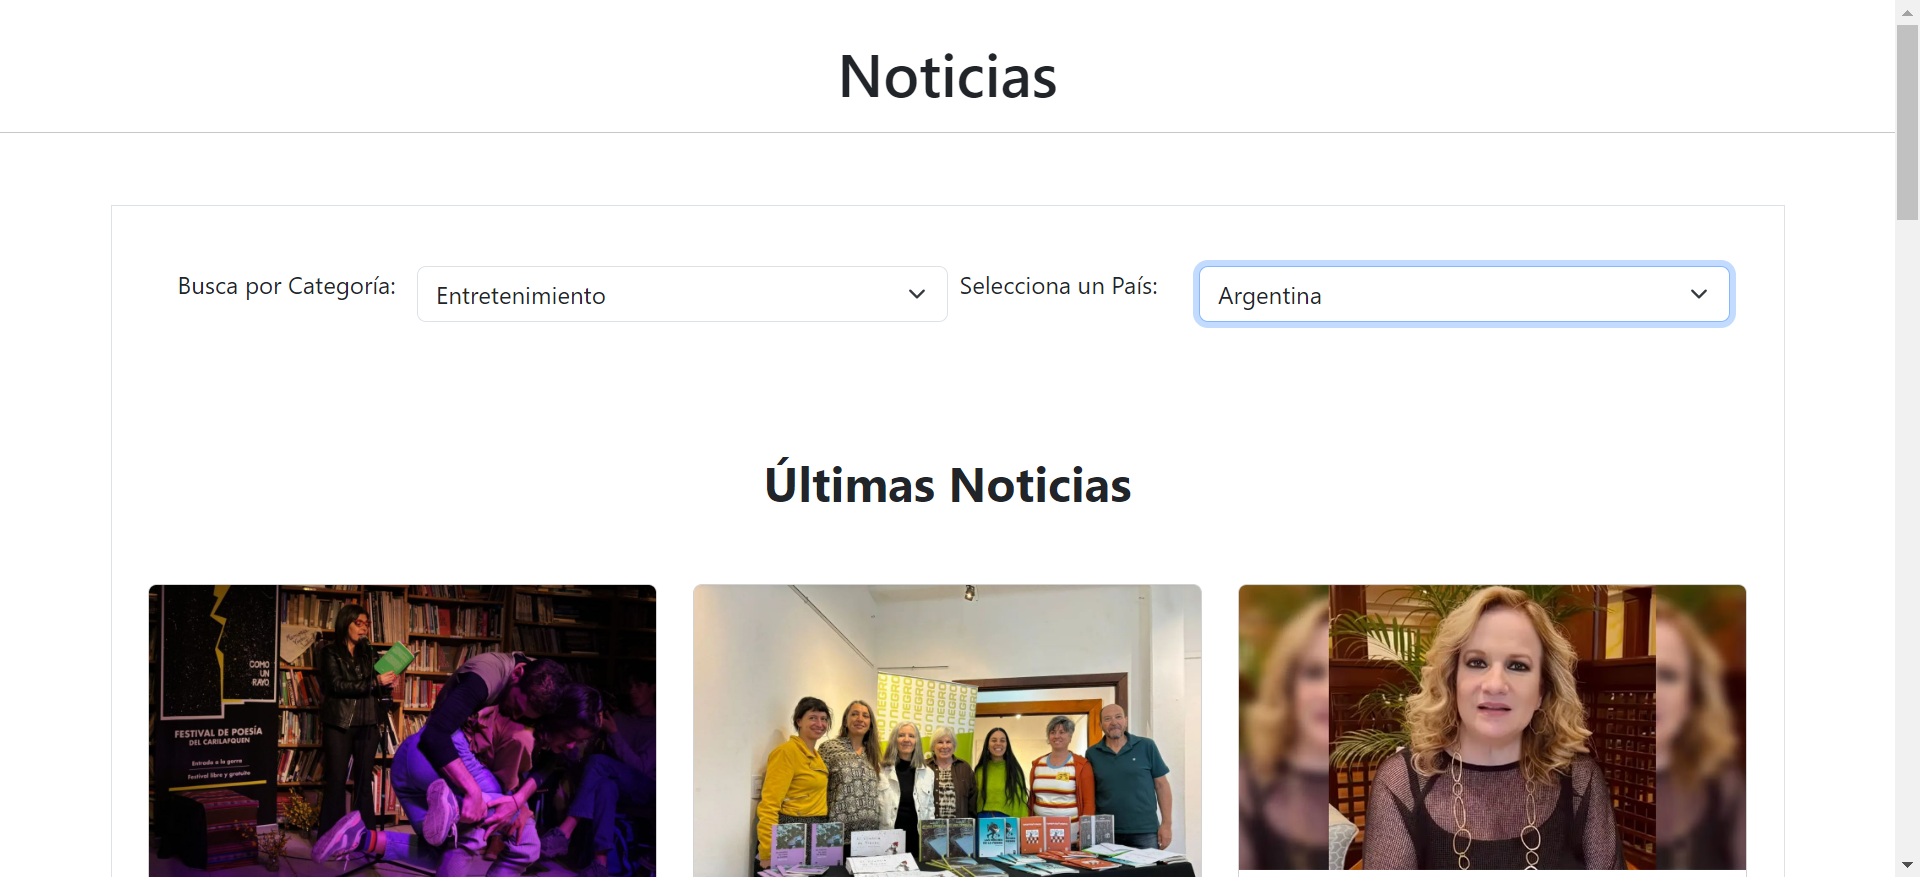 Noticias
Busca por Categoría:
Entretenimiento
Selecciona un País:
Argentina
Últimas Noticias
COMO
UN
RAYO
FESTIVAL DE POESÍA
DEL CARILAFQUEN
Entrada a la gorra
Festival libre y gratuito
NEGRO
NEGRO